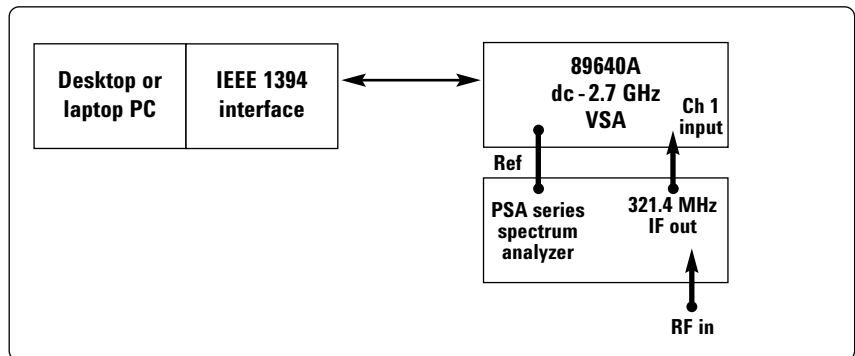 Desktop or
laptop PC
IEEE 1394
interface
89640A
dc - 2.7 GHz
VSA
Ch 1
input
Ref
PSA series
spectrum
analyzer
321.4 MHz
IF out
RF in